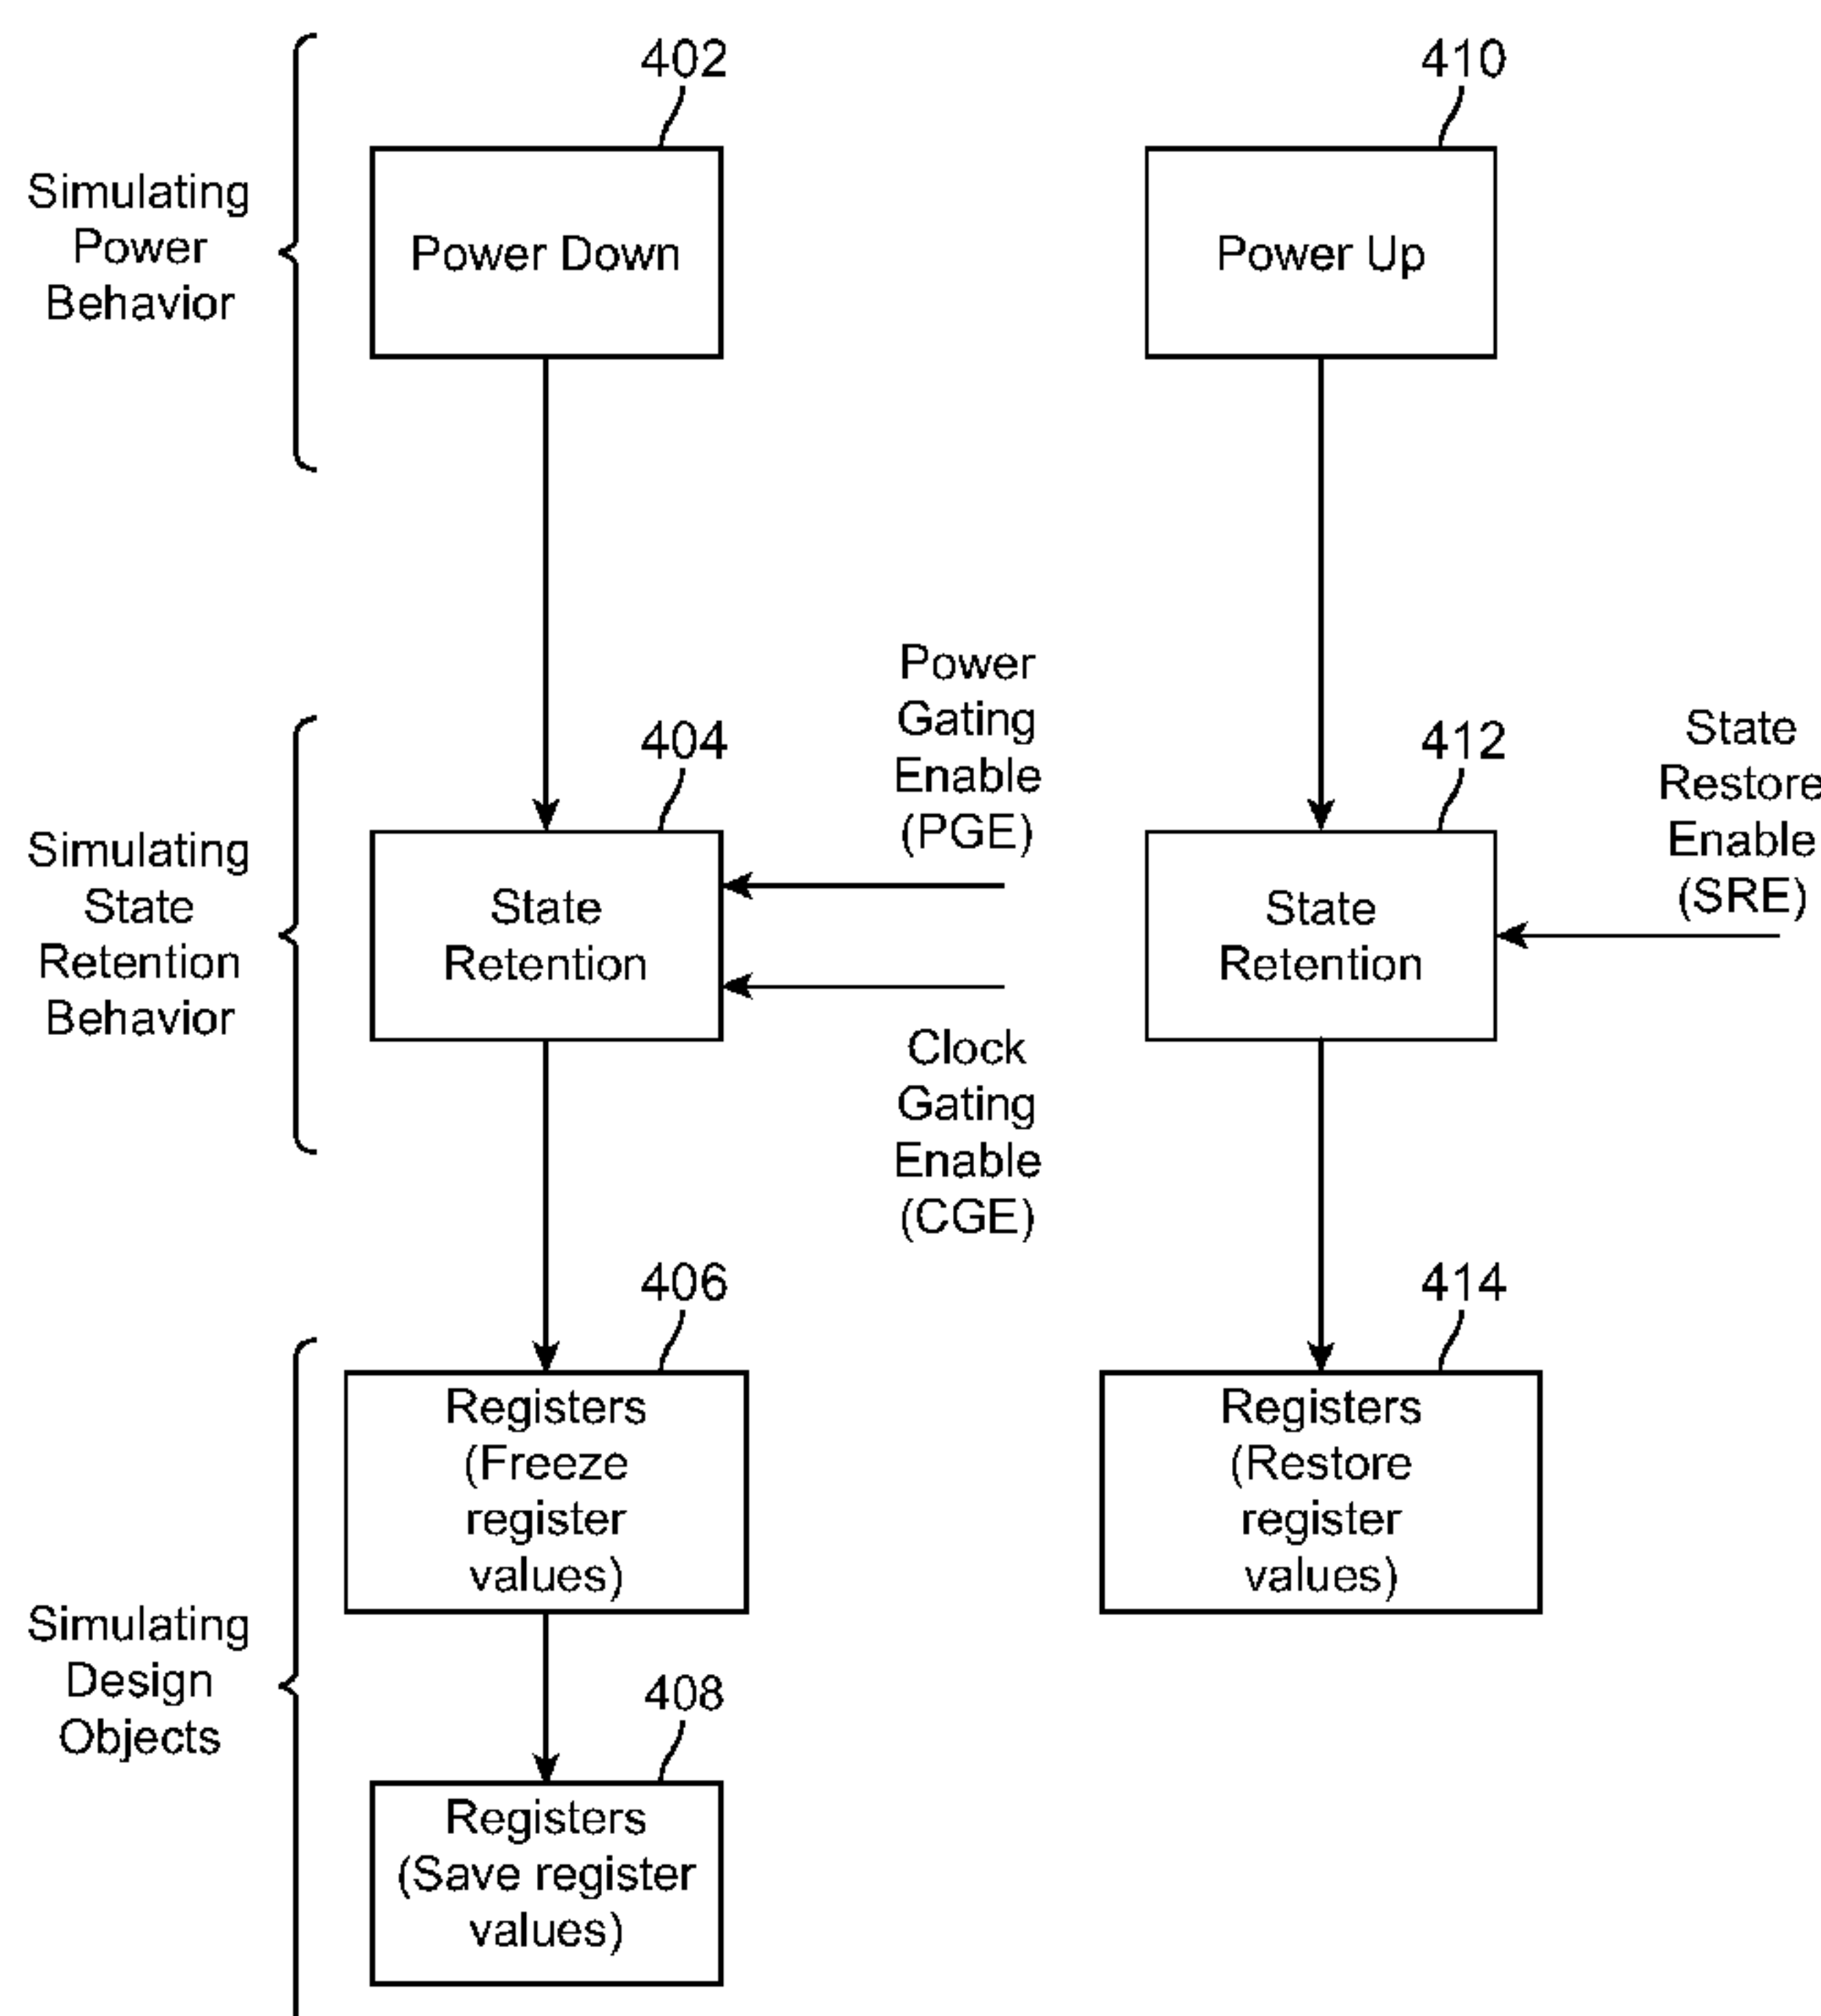 402
410
Simulating
Power
Behavior
Power Down
Power Up
Power
Gating
Enable
(PGE)
404
412
State
Restore
Enable
(SRE)
Simulating
State
Retention
Behavior
State
Retention
State
Retention
Clock
Gating
Enable
(CGE)
406
414
Registers
(Freeze
register
values)
Registers
(Restore
register
values)
Simulating
Design
Objects
408
Registers
(Save register
values)